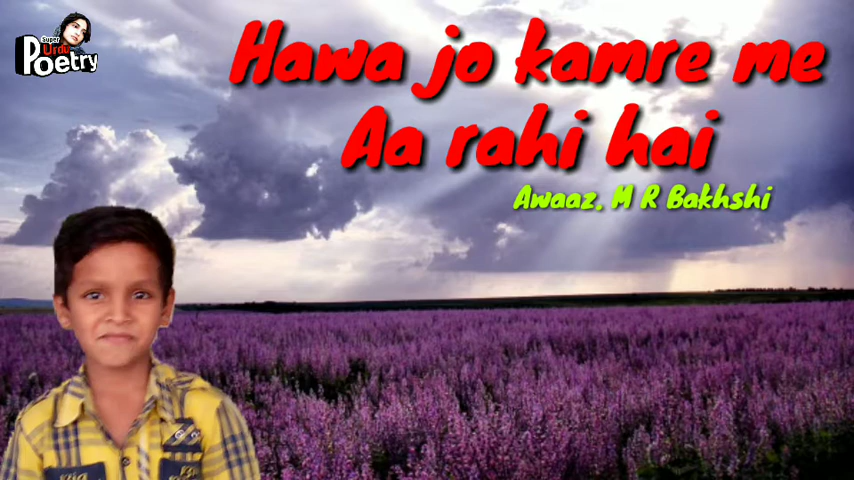 Super
Urdu
Poetry
Hawa jo kamre me
Aa rahi hai
Awaaz. M R Bakhshi